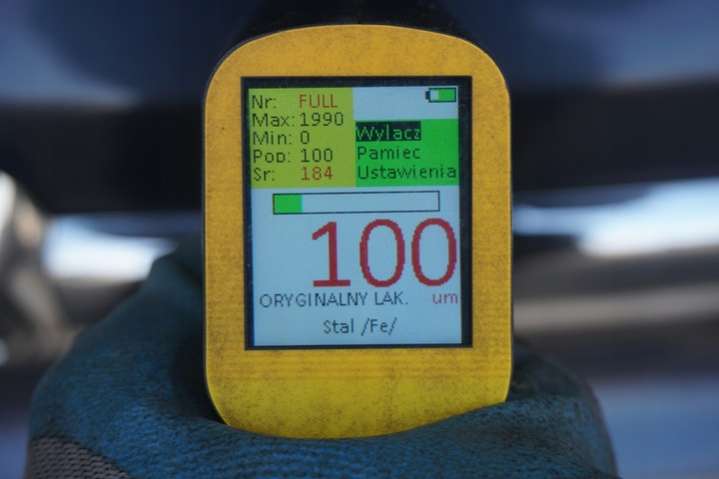 Nr: FULL
Max: 1990
Min: 0
Pop: 100
Sr: 184
Wylacz
Pamiec
Ustawienia
100
ORYGINALNY LAK. um
Stal /Fe/